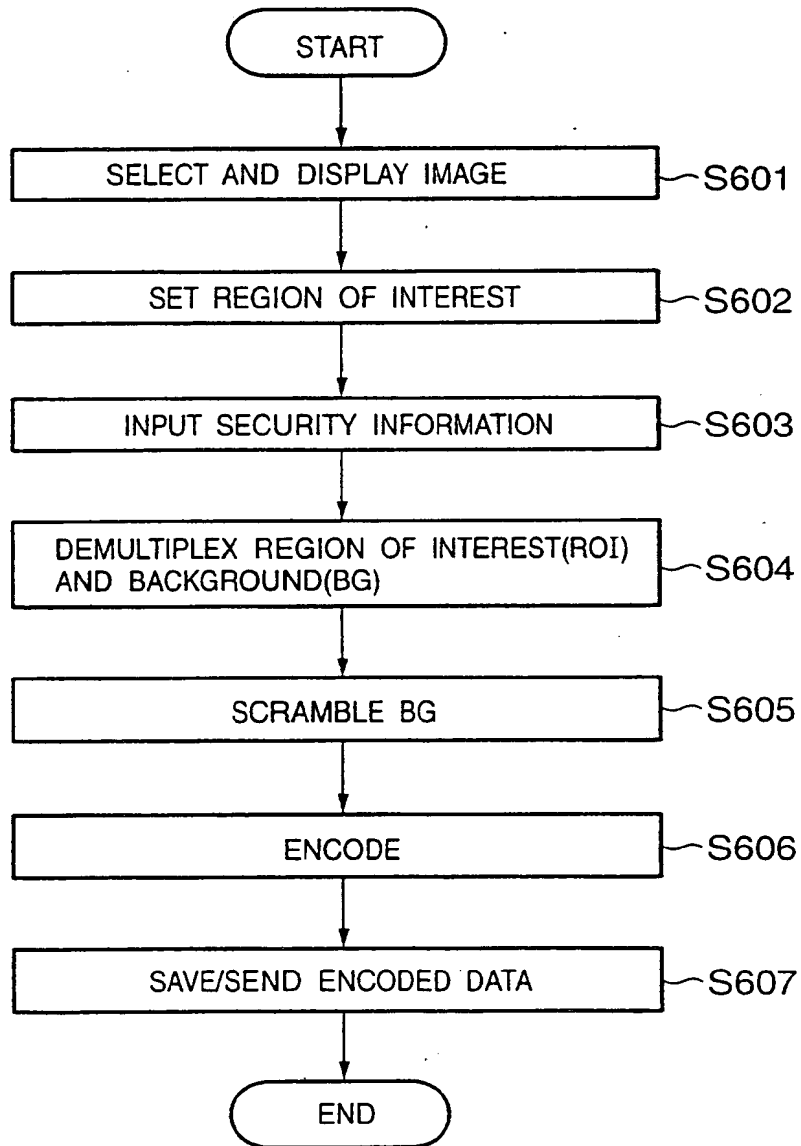 START
SELECT AND DISPLAY IMAGE
S601
SET REGION OF INTEREST
S602
INPUT SECURITY INFORMATION
S603
DEMULTIPLEX REGION OF INTEREST(ROI)
AND BACKGROUND(BG)
S604
SCRAMBLE BG
S605
ENCODE
S606
SAVE/SEND ENCODED DATA
S607
END